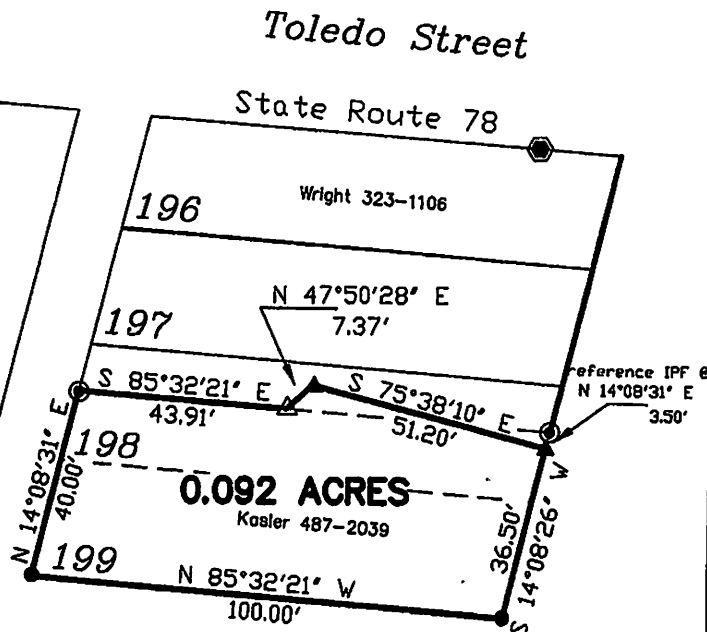 Toledo Street
State Route 78
196
Wright 323-1106
197
N 47°50'28" E
7.37'
reference IPF @
N 14°08'31" E
3.50'
S 85°32'21" E
43.91'
S 75°38'10" E
51.20'
N 14°08'31" E
40.00'
198
0.092 ACRES
Kasler 487-2039
36.50'
S 14°08'26" W
199
N 85°32'21" W
100.00'